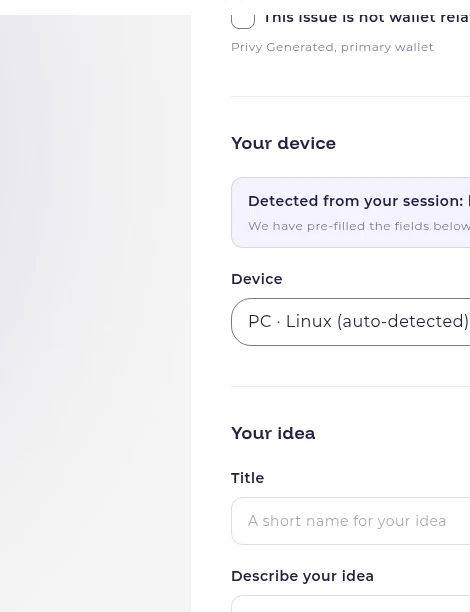 This issue is not wallet
Privy Generated, primary wallet
Your device
Detected from your session:
We have pre-filled the fields below
Device
PC · Linux (auto-detected)
Your idea
Title
A short name for your idea
Describe your idea